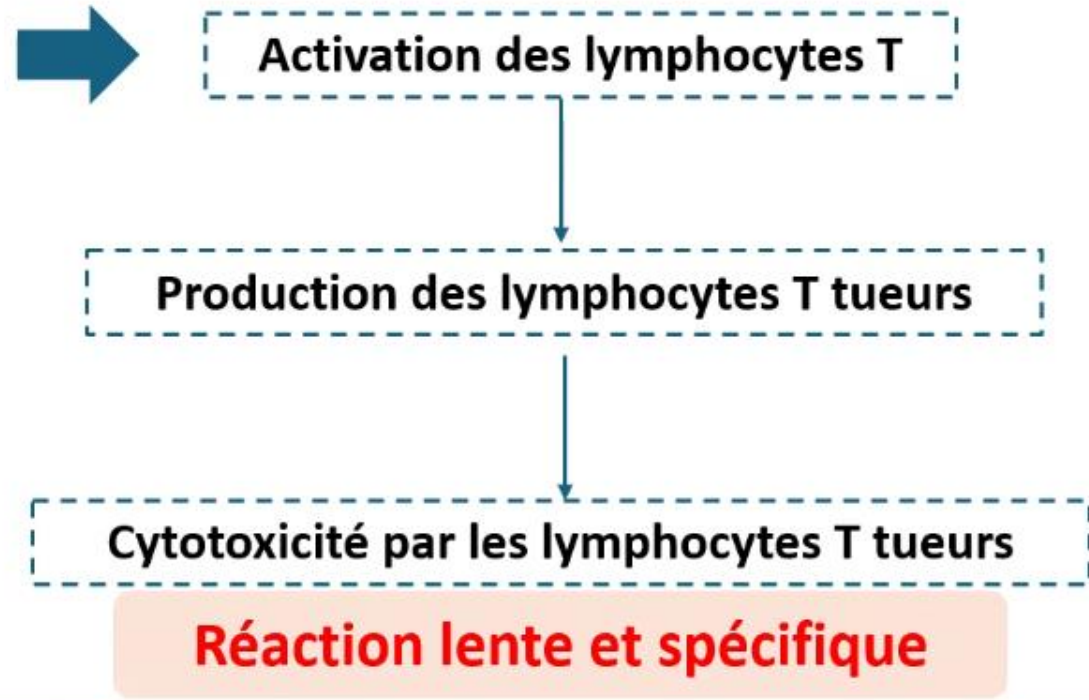 Activation des lymphocytes T
Production des lymphocytes T tueurs
Cytotoxicité par les lymphocytes T tueurs
Réaction lente et spécifique